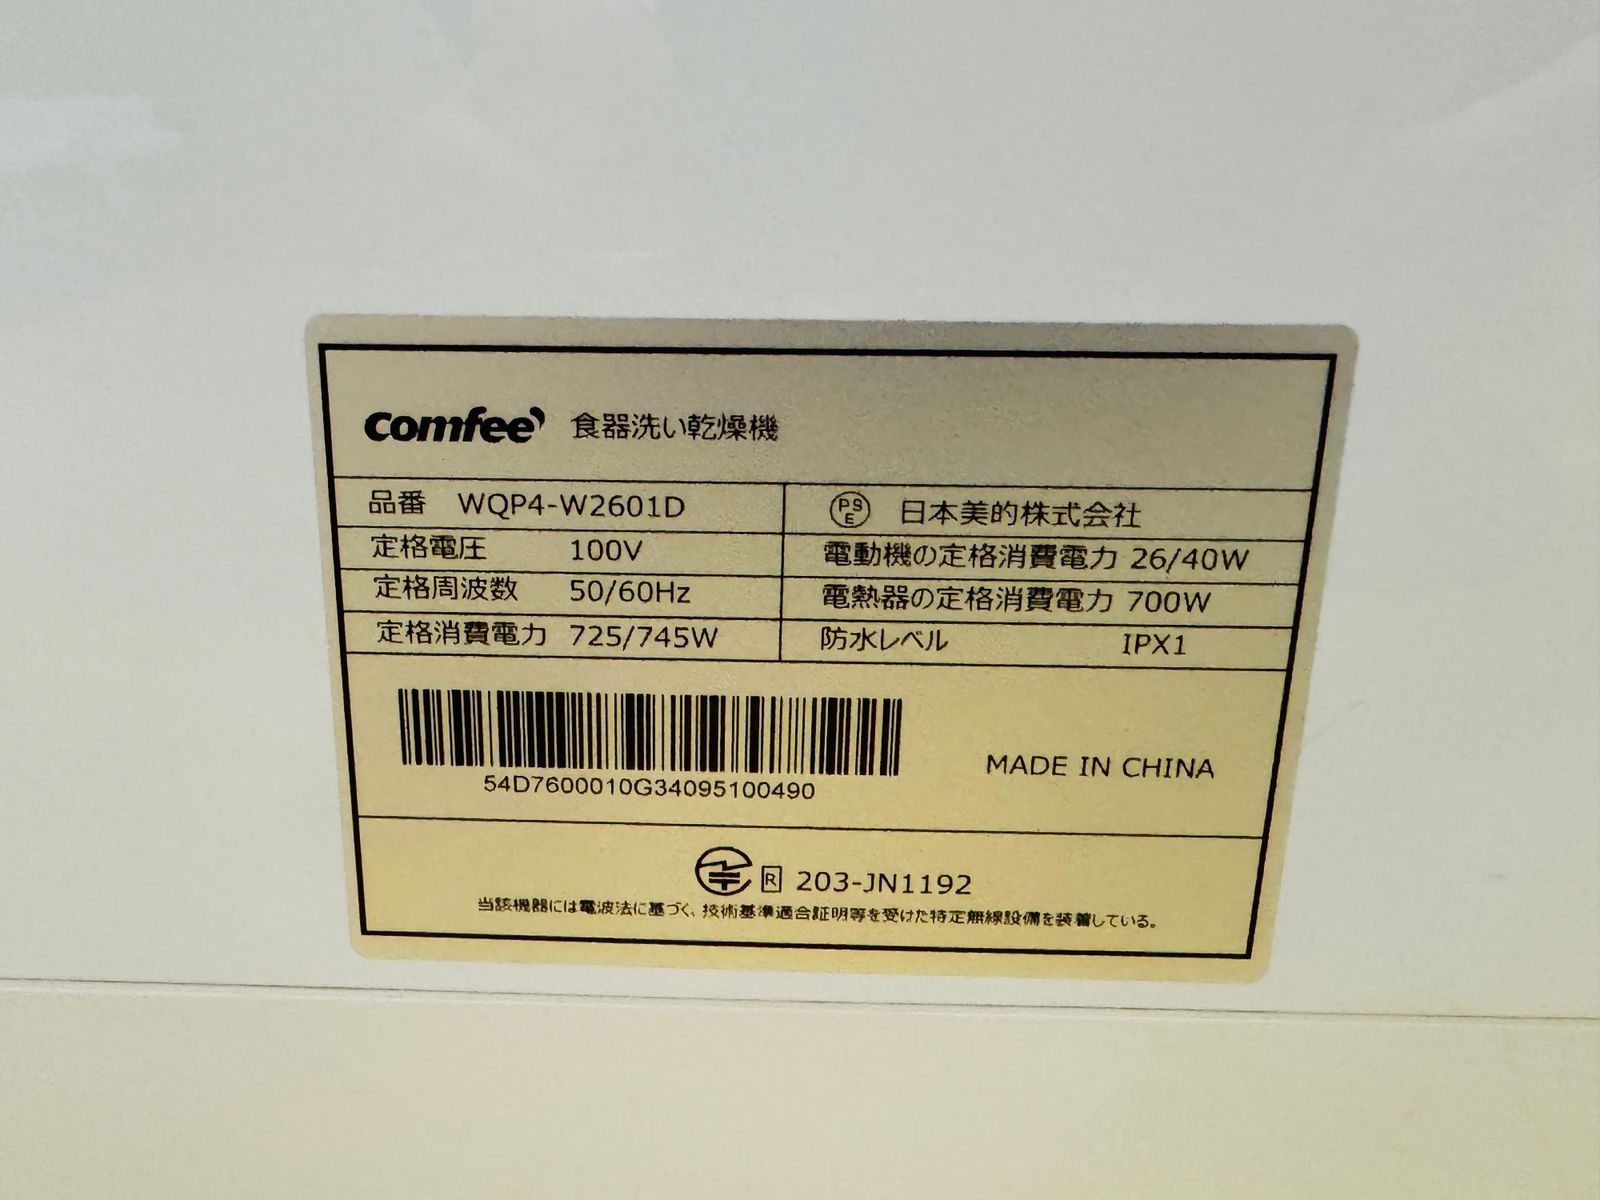 comfee' 食器洗い乾燥機
品番 WQP4-W2601D
PSE 日本美的株式会社
定格電圧 100V
電動機の定格消費電力 26/40W
定格周波数 50/60Hz
電熱器の定格消費電力 700W
定格消費電力 725/745W
防水レベル IPX1
54D7600010G34095100490
MADE IN CHINA
R 203-JN1192
当該機器には電波法に基づく、技術基準適合証明等を受けた特定無線設備を装着している。